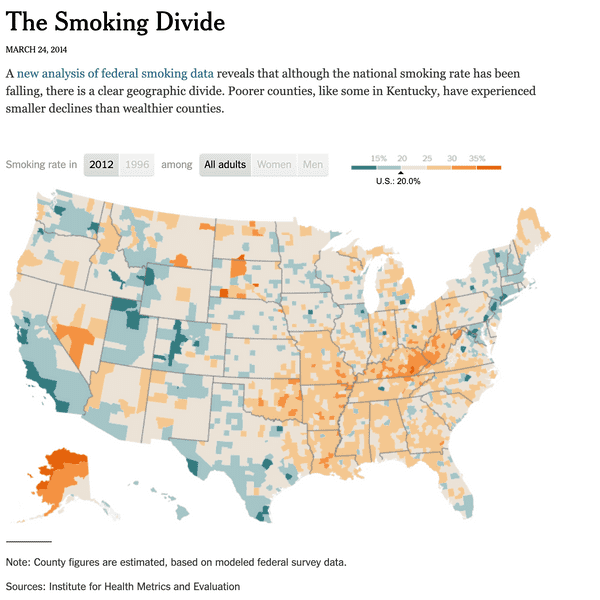 The Smoking Divide
MARCH 24, 2014
A new analysis of federal smoking data reveals that although the national smoking rate has been
falling, there is a clear geographic divide. Poorer counties, like some in Kentucky, have experienced
smaller declines than wealthier counties.
Smoking rate in 2012 1996 among All adults Women Men
15% 20 25 30 35%
U.S.: 20.0%
Note: County figures are estimated, based on modeled federal survey data.
Sources: Institute for Health Metrics and Evaluation